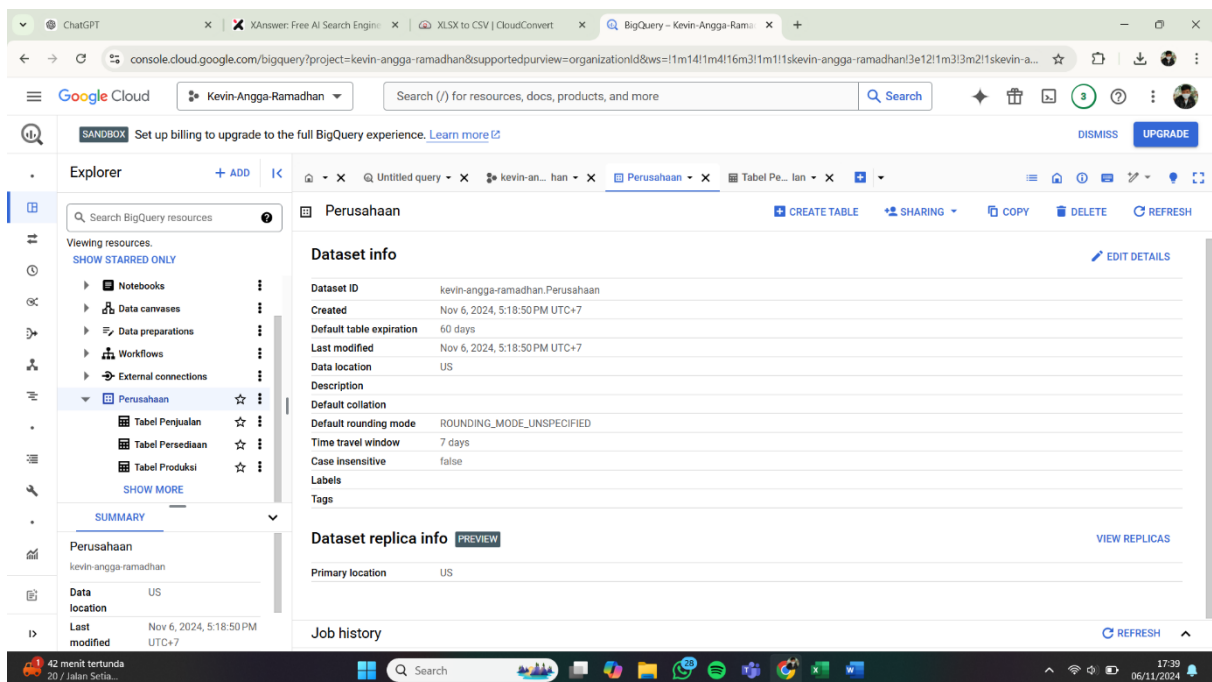 ChatGPT
XAnswer: Free AI Search Engine
XLSX to CSV | CloudConvert
BigQuery – Kevin-Angga-Rama
console.cloud.google.com/bigquery?project=kevin-angga-ramadhan&supportedpurview=organizationId&ws=!1m14!1m4!16m3!1m1!1skevin-angga-ramadhan!3e12!1m3!3m2!1skevin-a...
Google Cloud
Kevin-Angga-Ramadhan
Search (/) for resources, docs, products, and more
Search
3
SANDBOX Set up billing to upgrade to the full BigQuery experience. Learn more
DISMISS
UPGRADE
Explorer
+ ADD
Untitled query
kevin-an... han
Perusahaan
Tabel Pe... lan
Search BigQuery resources
Viewing resources.
SHOW STARRED ONLY
Notebooks
Data canvases
Data preparations
Workflows
External connections
Perusahaan
Tabel Penjualan
Tabel Persediaan
Tabel Produksi
SHOW MORE
SUMMARY
Perusahaan
kevin-angga-ramadhan
Data location US
Last modified Nov 6, 2024, 5:18:50 PM UTC+7
Perusahaan
CREATE TABLE
SHARING
COPY
DELETE
REFRESH
Dataset info
EDIT DETAILS
Dataset ID kevin-angga-ramadhan.Perusahaan
Created Nov 6, 2024, 5:18:50 PM UTC+7
Default table expiration 60 days
Last modified Nov 6, 2024, 5:18:50 PM UTC+7
Data location US
Description
Default collation
Default rounding mode ROUNDING_MODE_UNSPECIFIED
Time travel window 7 days
Case insensitive false
Labels
Tags
Dataset replica info PREVIEW
VIEW REPLICAS
Primary location US
Job history
REFRESH
1
42 menit tertunda
20 / Jalan Setia...
Search
28
17:39
06/11/2024